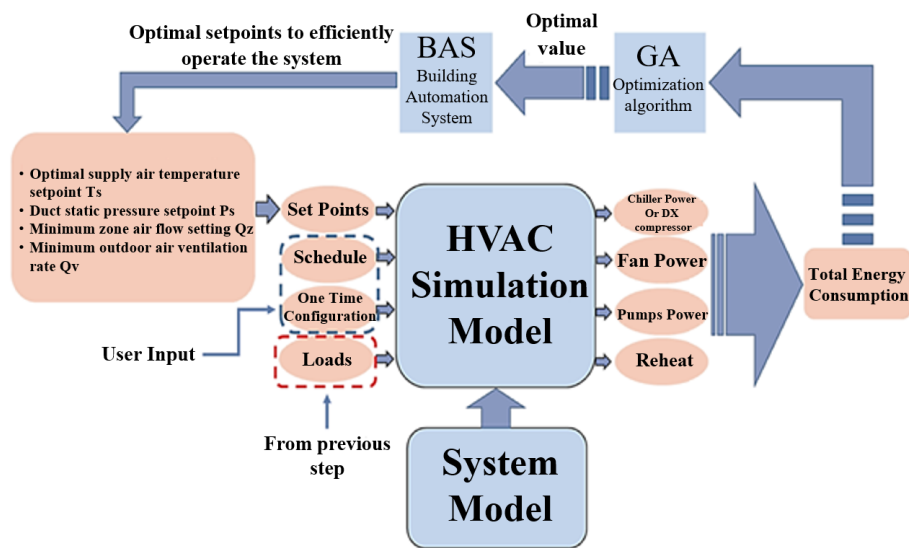 Optimal setpoints to efficiently
operate the system
BAS
Building
Automation
System
Optimal
value
GA
Optimization
algorithm
• Optimal supply air temperature
setpoint Ts
• Duct static pressure setpoint Ps
• Minimum zone air flow setting Qz
• Minimum outdoor air ventilation
rate Qv
Set Points
Schedule
One Time
Configuration
Loads
User Input
From previous
step
HVAC
Simulation
Model
System
Model
Chiller Power
Or DX
compressor
Fan Power
Pumps Power
Reheat
Total Energy
Consumption